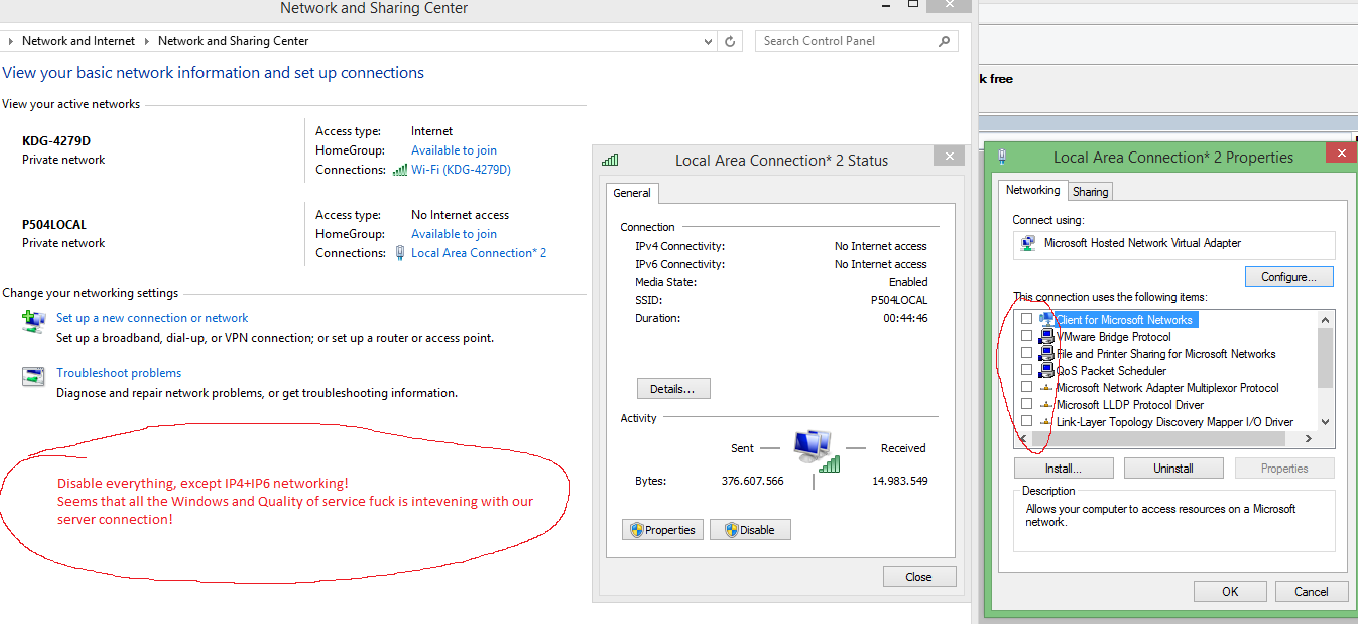 Network and Sharing Center
Network and Internet
Network and Sharing Center
Search Control Panel
View your basic network information and set up connections
View your active networks
KDG-4279D
Private network
Access type: Internet
HomeGroup: Available to join
Connections: Wi-Fi (KDG-4279D)
P504LOCAL
Private network
Access type: No Internet access
HomeGroup: Available to join
Connections: Local Area Connection* 2
Change your networking settings
Set up a new connection or network
Set up a broadband, dial-up, or VPN connection; or set up a router or access point.
Troubleshoot problems
Diagnose and repair network problems, or get troubleshooting information.
Disable everything, except IP4+IP6 networking!
Seems that all the Windows and Quality of service fuck is intevening with our
server connection!
Local Area Connection* 2 Status
General
Connection
IPv4 Connectivity: No Internet access
IPv6 Connectivity: No Internet access
Media State: Enabled
SSID: P504LOCAL
Duration: 00:44:46
Details...
Activity
Sent
Received
Bytes: 376.607.566 14.983.549
Properties
Disable
Close
k free
Local Area Connection* 2 Properties
Networking
Sharing
Connect using:
Microsoft Hosted Network Virtual Adapter
Configure...
This connection uses the following items:
Client for Microsoft Networks
VMware Bridge Protocol
File and Printer Sharing for Microsoft Networks
QoS Packet Scheduler
Microsoft Network Adapter Multiplexor Protocol
Microsoft LLDP Protocol Driver
Link-Layer Topology Discovery Mapper I/O Driver
Install...
Uninstall
Properties
Description
Allows your computer to access resources on a Microsoft
network.
OK
Cancel